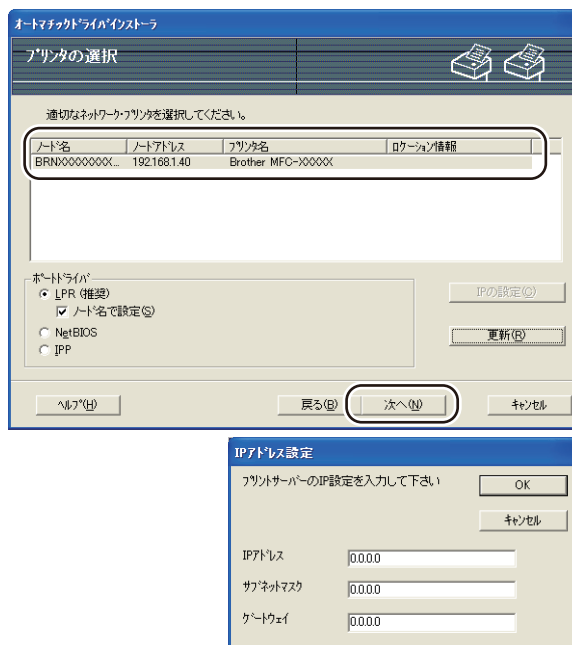 オートマチックドライバインストーラ
プリンタの選択
適切なネットワーク・プリンタを選択してください。
ノード名 ノードアドレス プリンタ名 ロケーション情報
BRNXXXXXXXX... 192.168.1.40 Brother MFC-XXXXX
ポートドライバ
LPR (推奨)
ノード名で設定(S)
NetBIOS
IPP
IPの設定(C)
更新(R)
ヘルプ(H) 戻る(B) 次へ(N) キャンセル
IPアドレス設定
プリントサーバーのIP設定を入力して下さい
OK
キャンセル
IPアドレス 0.0.0.0
サブネットマスク 0.0.0.0
ゲートウェイ 0.0.0.0